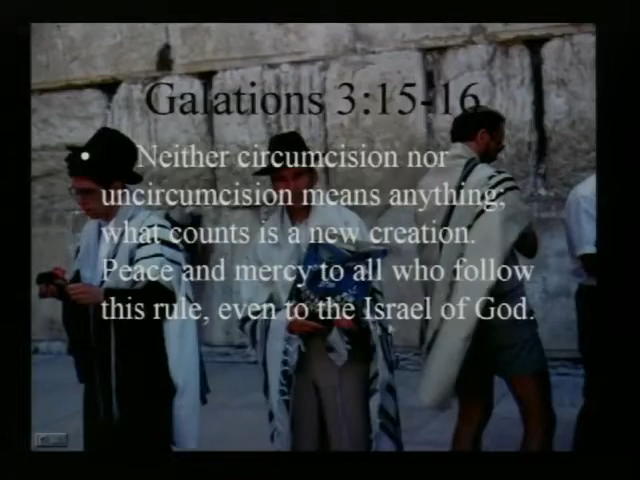 Galations 3:15-16
• Neither circumcision nor
uncircumcision means anything;
what counts is a new creation.
Peace and mercy to all who follow
this rule, even to the Israel of God.